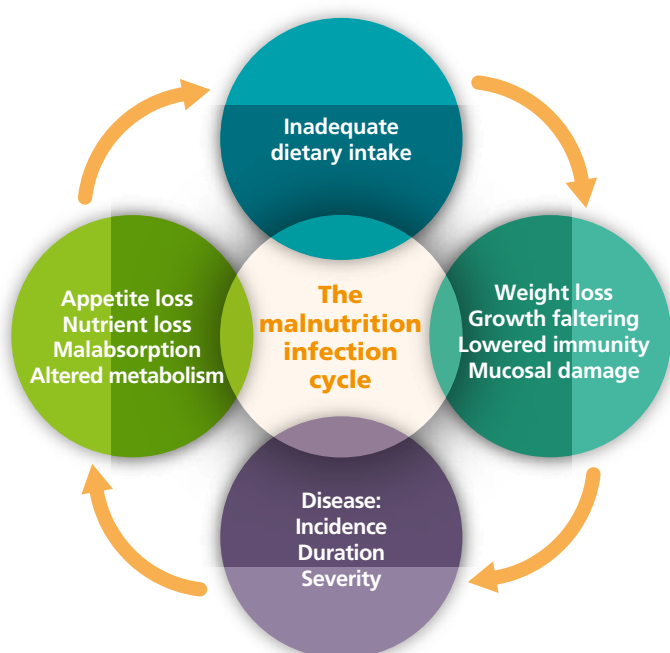 Inadequate
dietary intake
Appetite loss
Nutrient loss
Malabsorption
Altered metabolism
The
malnutrition
infection
cycle
Weight loss
Growth faltering
Lowered immunity
Mucosal damage
Disease:
Incidence
Duration
Severity